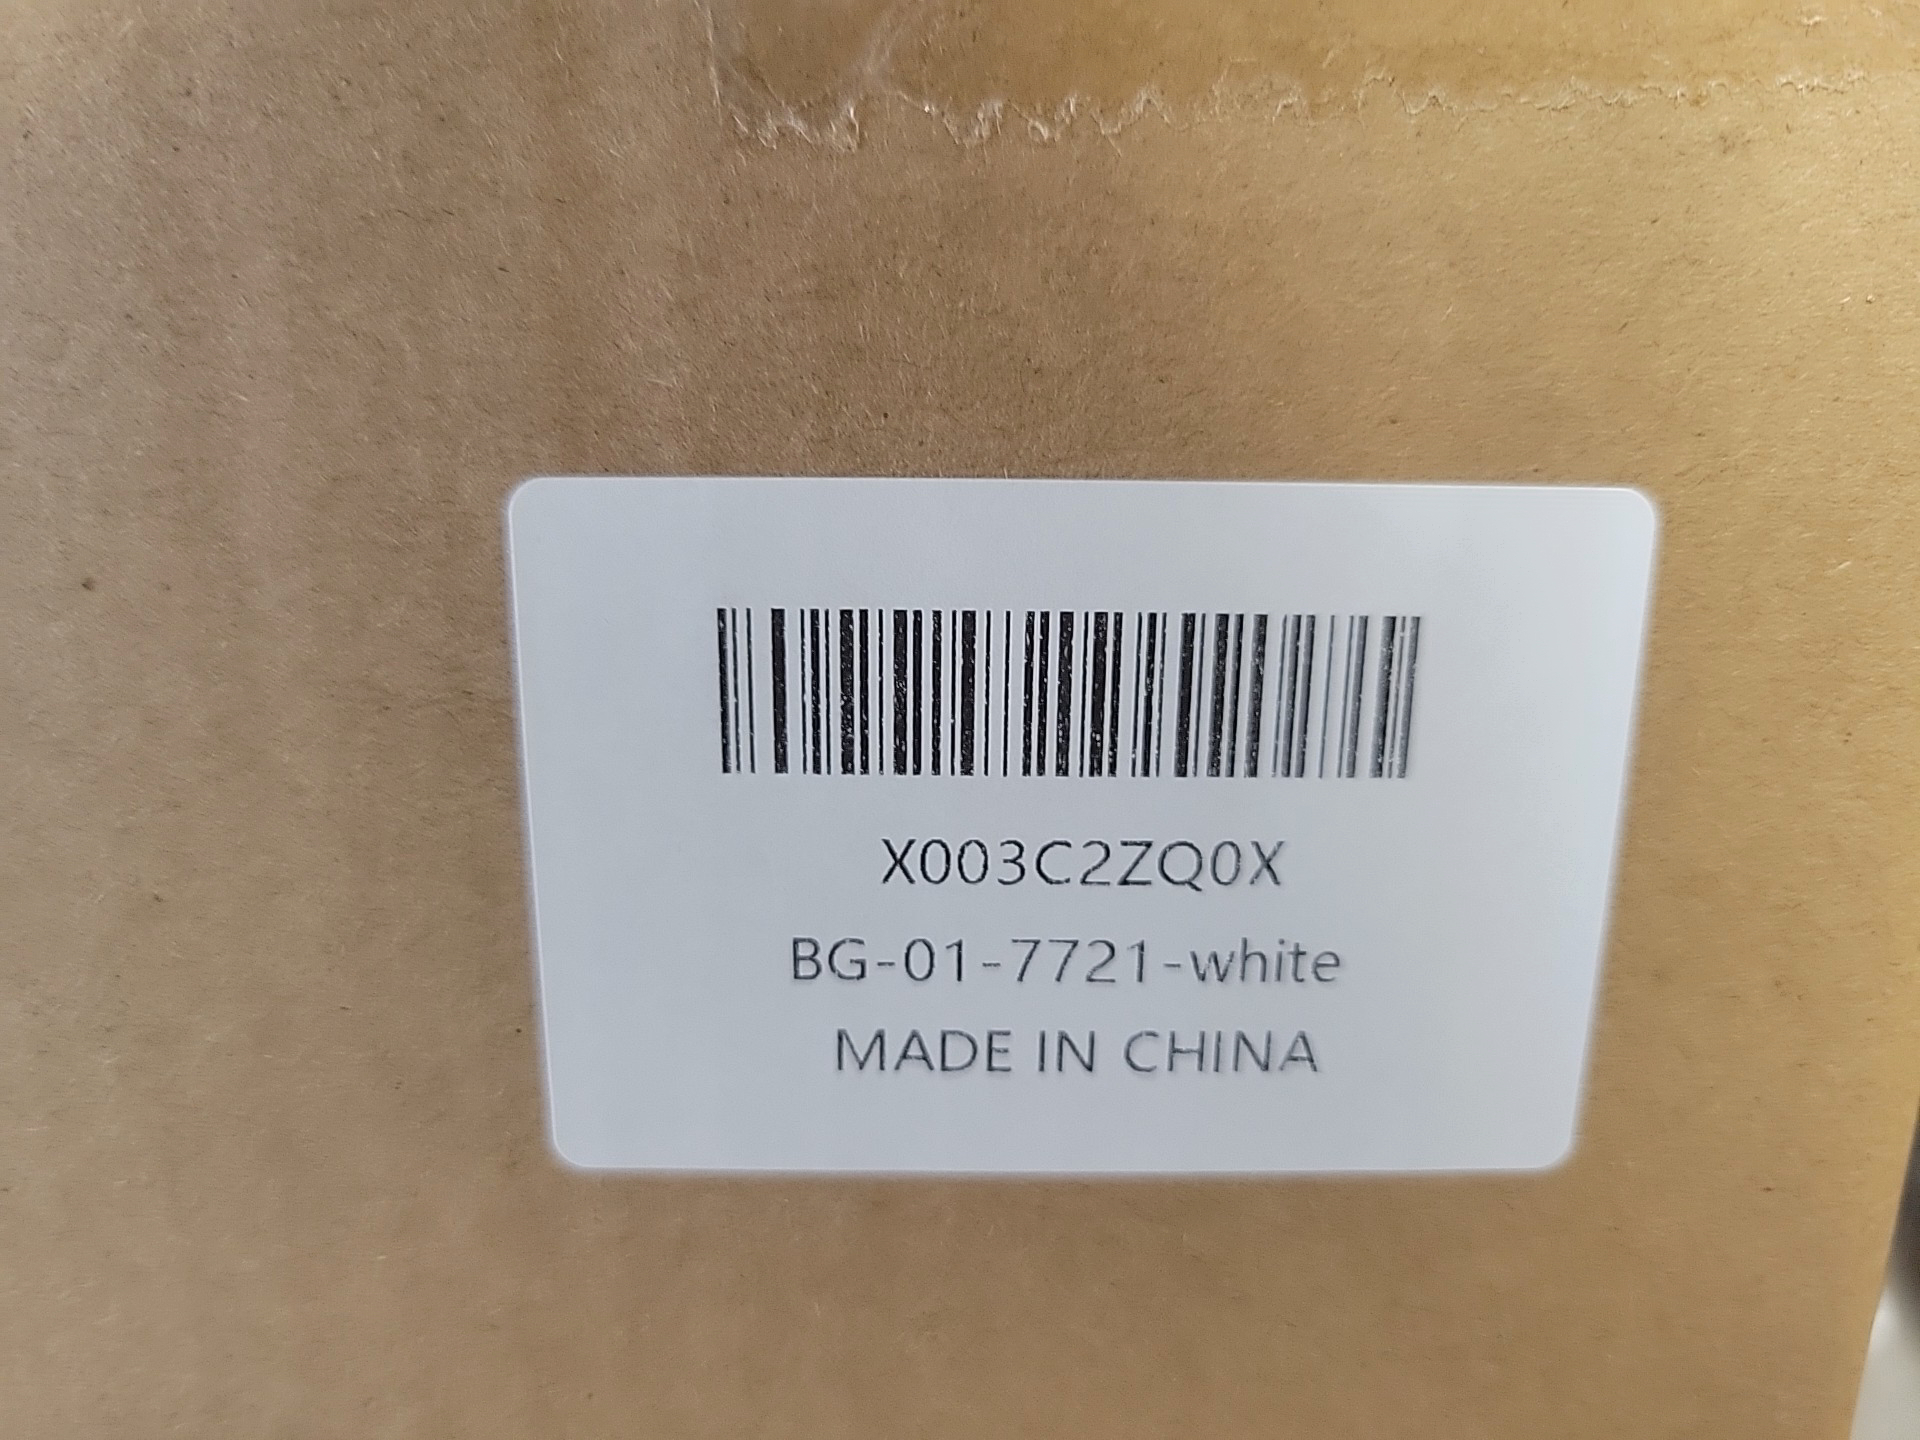 X003C2ZQ0X
BG-01-7721-white
MADE IN CHINA